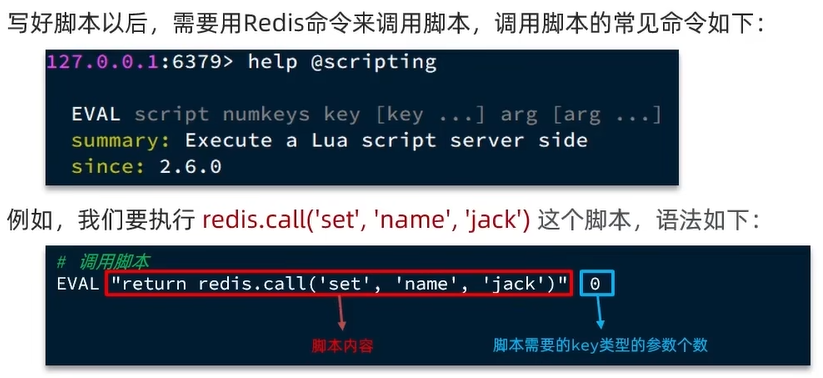 写好脚本以后，需要用Redis命令来调用脚本，调用脚本的常见命令如下：
127.0.0.1:6379> help @scripting
EVAL script numkeys key [key ...] arg [arg ...]
summary: Execute a Lua script server side
since: 2.6.0
例如，我们要执行 redis.call('set', 'name', 'jack') 这个脚本，语法如下：
# 调用脚本
EVAL "return redis.call('set', 'name', 'jack')" 0
脚本内容 脚本需要的key类型的参数个数